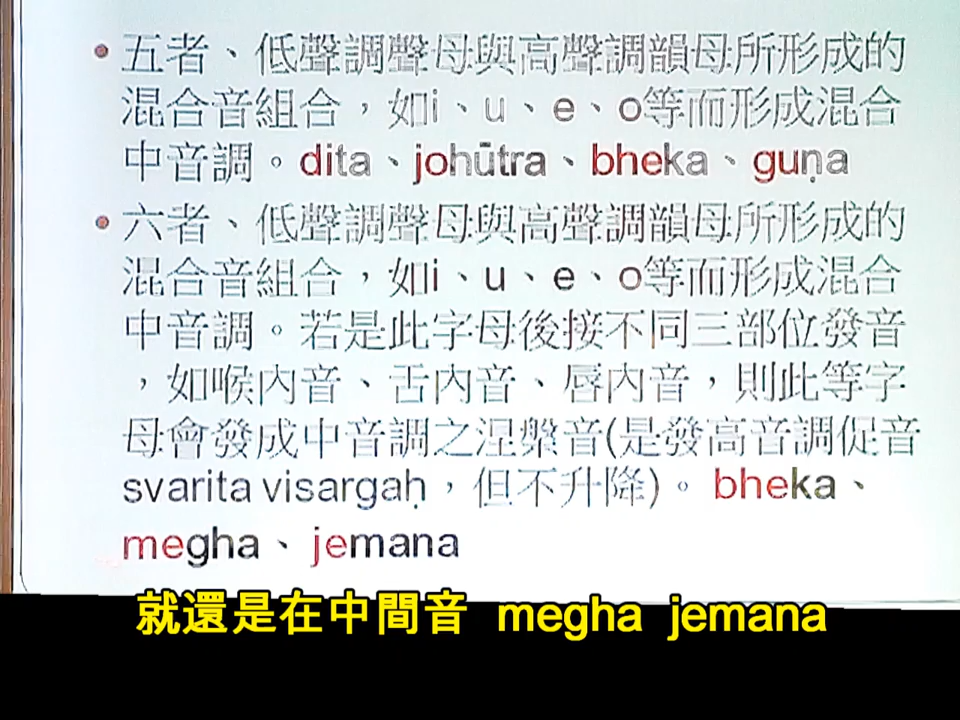 • 五者、低聲調聲母與高聲調韻母所形成的
混合音組合，如i、u、e、o等而形成混合
中音調。dita、johūtra、bheka、guṇa
• 六者、低聲調聲母與高聲調韻母所形成的
混合音組合，如i、u、e、o等而形成混合
中音調。若是此字母後接不同三部位發音
，如喉內音、舌內音、唇內音，則此等字
母會發成中音調之涅槃音(是發高音調促音
svarita visargaḥ，但不升降)。bheka、
megha、jemana
就還是在中間音 megha jemana